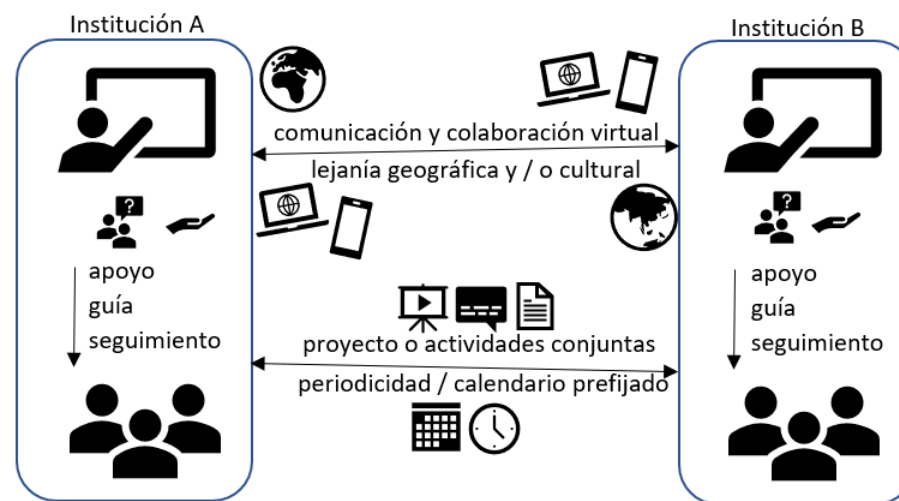 Institución A
Institución B
comunicación y colaboración virtual
lejanía geográfica y / o cultural
?
apoyo
guía
seguimiento
?
apoyo
guía
seguimiento
proyecto o actividades conjuntas
periodicidad / calendario prefijado